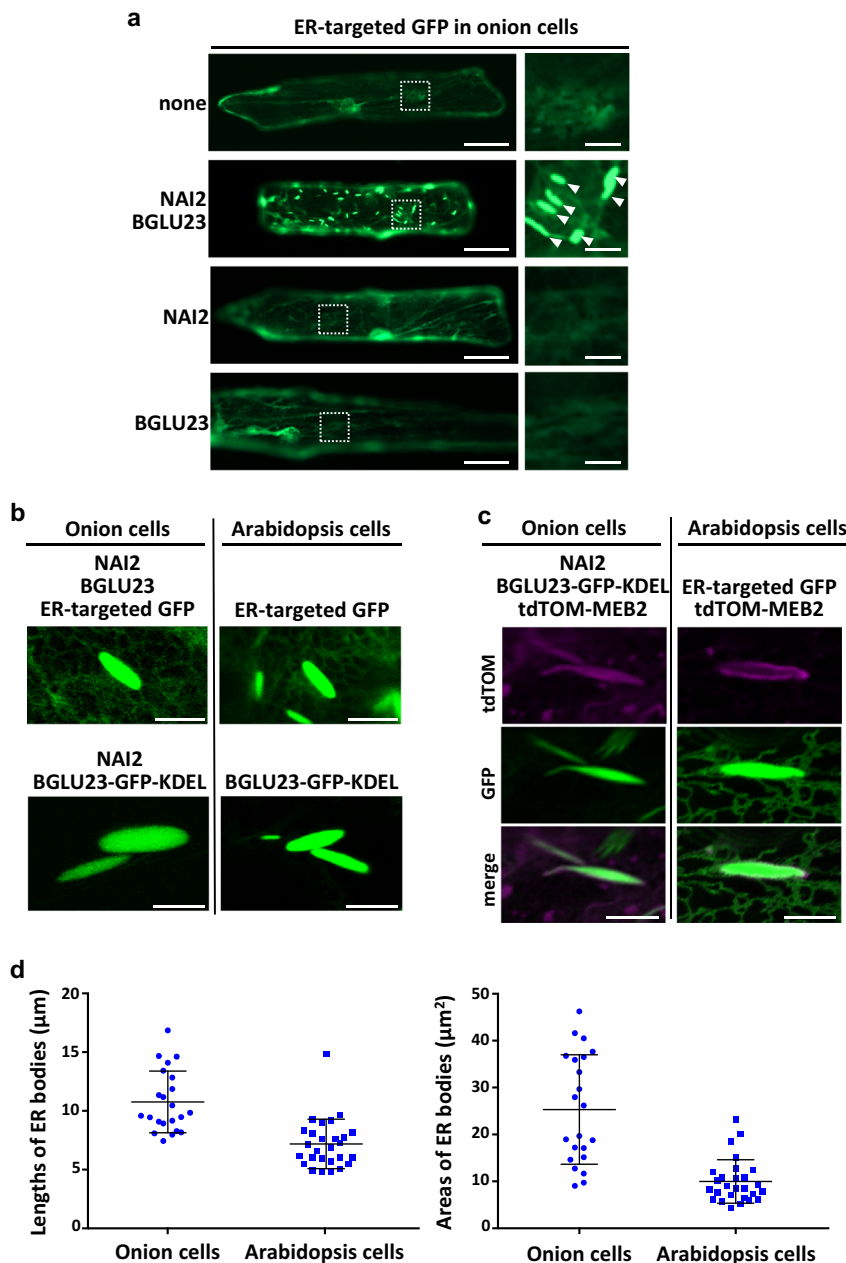 a
ER-targeted GFP in onion cells
none
NAI2
BGLU23
NAI2
BGLU23
b
Onion cells
Arabidopsis cells
NAI2
BGLU23
ER-targeted GFP
ER-targeted GFP
NAI2
BGLU23-GFP-KDEL
BGLU23-GFP-KDEL
c
Onion cells
Arabidopsis cells
NAI2
BGLU23-GFP-KDEL
tdTOM-MEB2
ER-targeted GFP
tdTOM-MEB2
tdTOM
GFP
merge
d
Lengths of ER bodies (μm)
20
15
10
5
0
Onion cells
Arabidopsis cells
Areas of ER bodies (μm²)
50
40
30
20
10
0
Onion cells
Arabidopsis cells